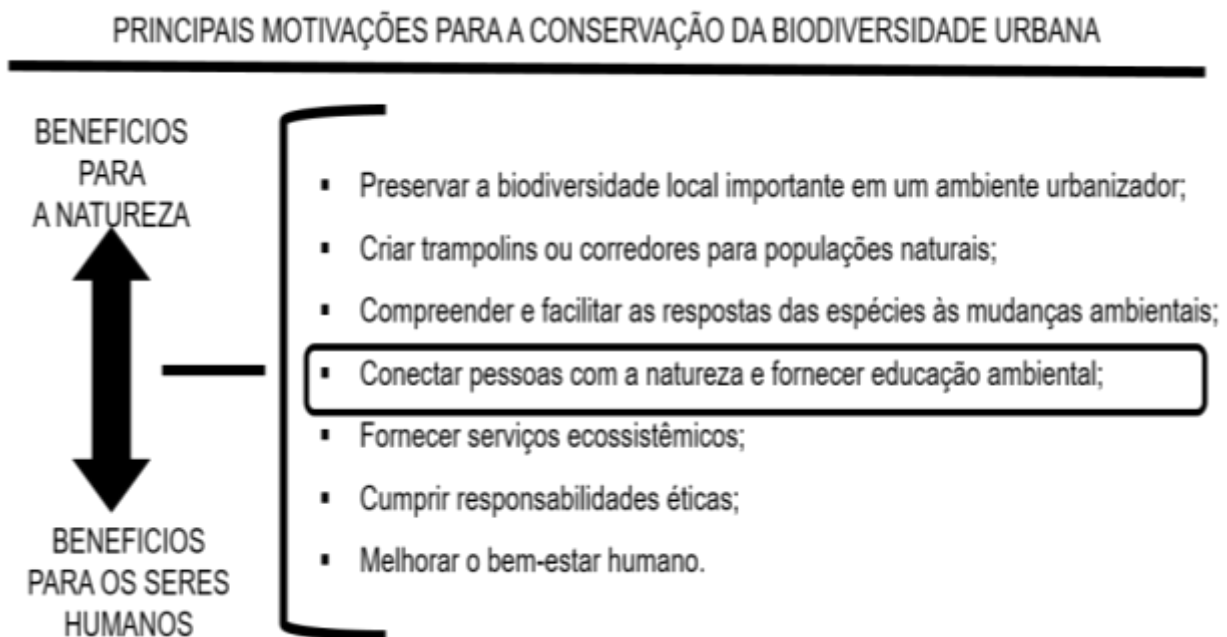 PRINCIPAIS MOTIVAÇÕES PARA A CONSERVAÇÃO DA BIODIVERSIDADE URBANA
BENEFICIOS
PARA
A NATUREZA
▪ Preservar a biodiversidade local importante em um ambiente urbanizador;
▪ Criar trampolins ou corredores para populações naturais;
▪ Compreender e facilitar as respostas das espécies às mudanças ambientais;
▪ Conectar pessoas com a natureza e fornecer educação ambiental;
▪ Fornecer serviços ecossistêmicos;
▪ Cumprir responsabilidades éticas;
▪ Melhorar o bem-estar humano.
BENEFICIOS
PARA OS SERES
HUMANOS